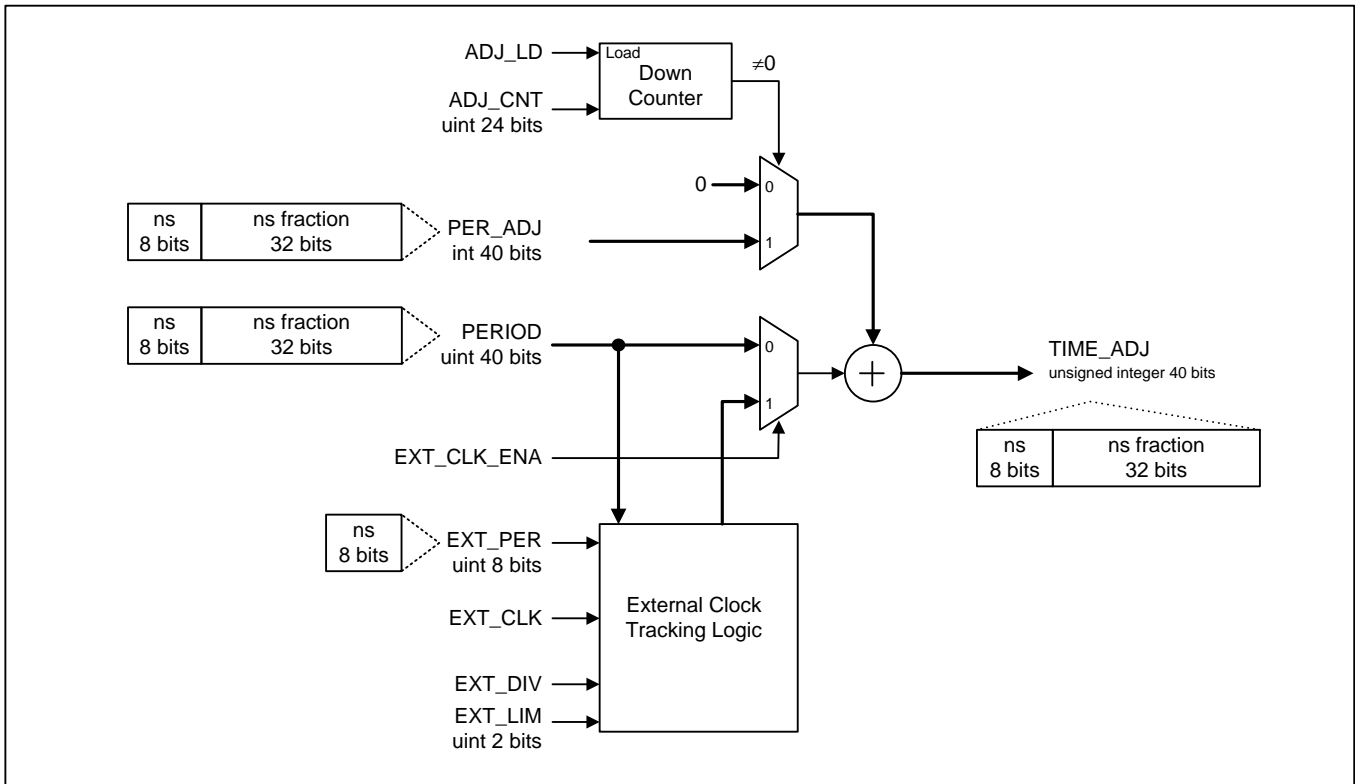 ADJ_LD
Load
Down
Counter
≠0
ADJ_CNT
uint 24 bits
0
0
1
ns
8 bits
ns fraction
32 bits
PER_ADJ
int 40 bits
ns
8 bits
ns fraction
32 bits
PERIOD
uint 40 bits
0
1
+
TIME_ADJ
unsigned integer 40 bits
ns
8 bits
ns fraction
32 bits
EXT_CLK_ENA
ns
8 bits
EXT_PER
uint 8 bits
EXT_CLK
External Clock
Tracking Logic
EXT_DIV
EXT_LIM
uint 2 bits